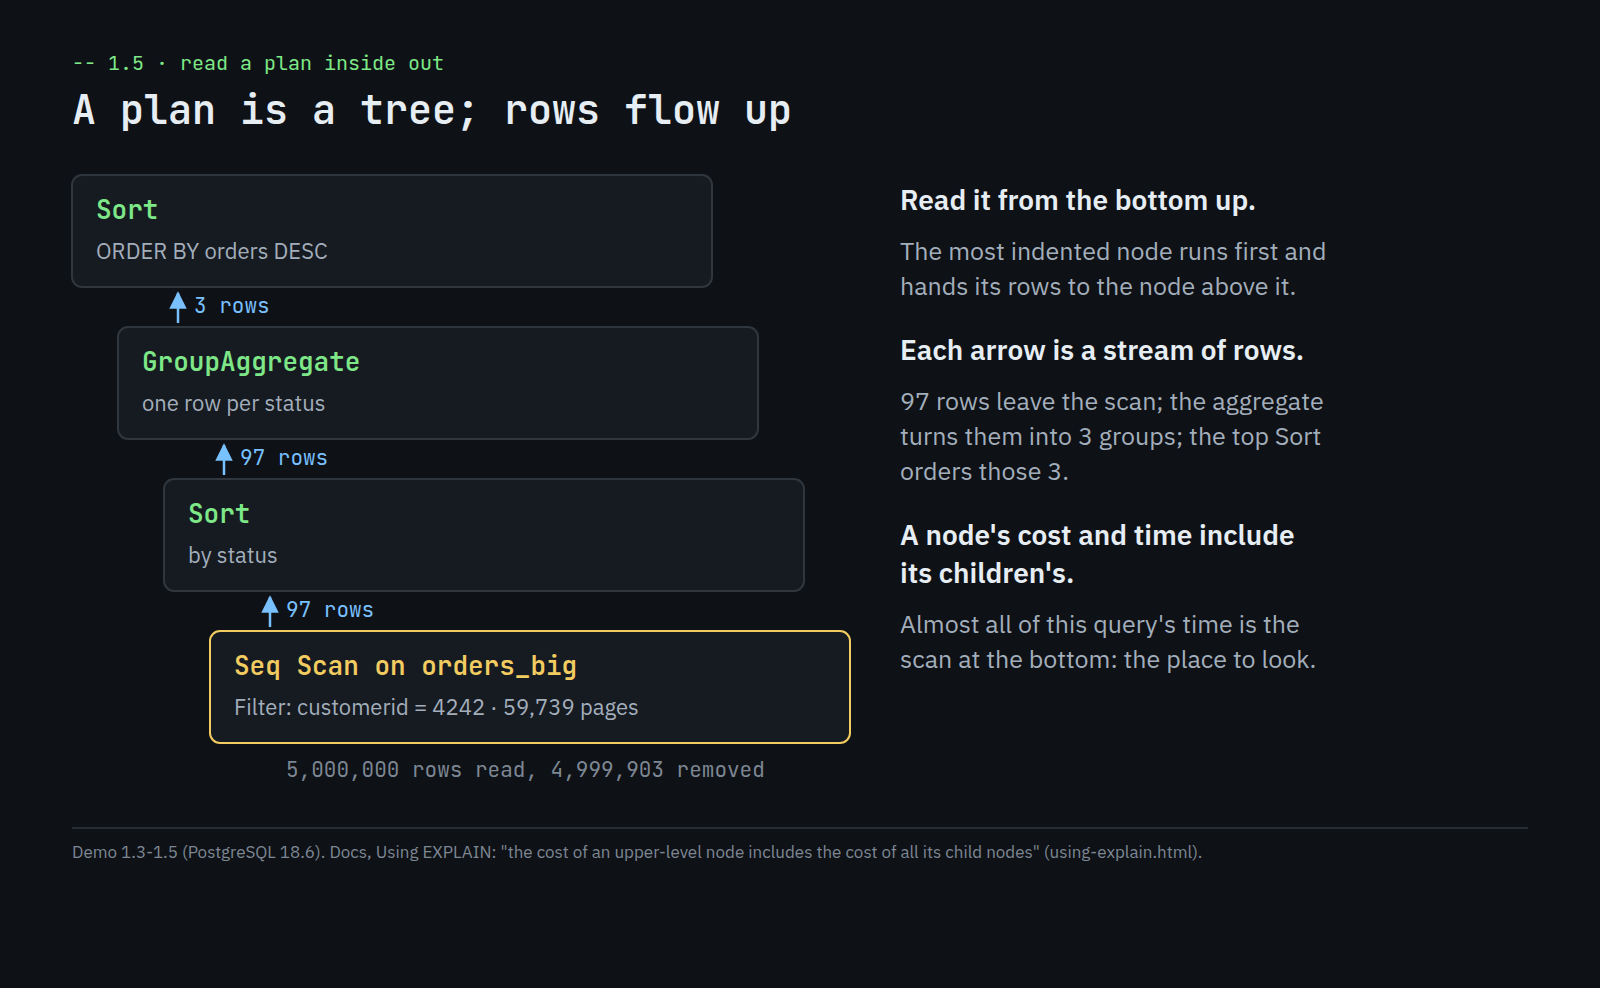 -- 1.5 · read a plan inside out
A plan is a tree; rows flow up
Sort
ORDER BY orders DESC
3 rows
GroupAggregate
one row per status
97 rows
Sort
by status
97 rows
Seq Scan on orders_big
Filter: customerid = 4242 · 59,739 pages
5,000,000 rows read, 4,999,903 removed
Read it from the bottom up.
The most indented node runs first and
hands its rows to the node above it.
Each arrow is a stream of rows.
97 rows leave the scan; the aggregate
turns them into 3 groups; the top Sort
orders those 3.
A node's cost and time include
its children's.
Almost all of this query's time is the
scan at the bottom: the place to look.
Demo 1.3-1.5 (PostgreSQL 18.6). Docs, Using EXPLAIN: "the cost of an upper-level node includes the cost of all its child nodes" (using-explain.html).